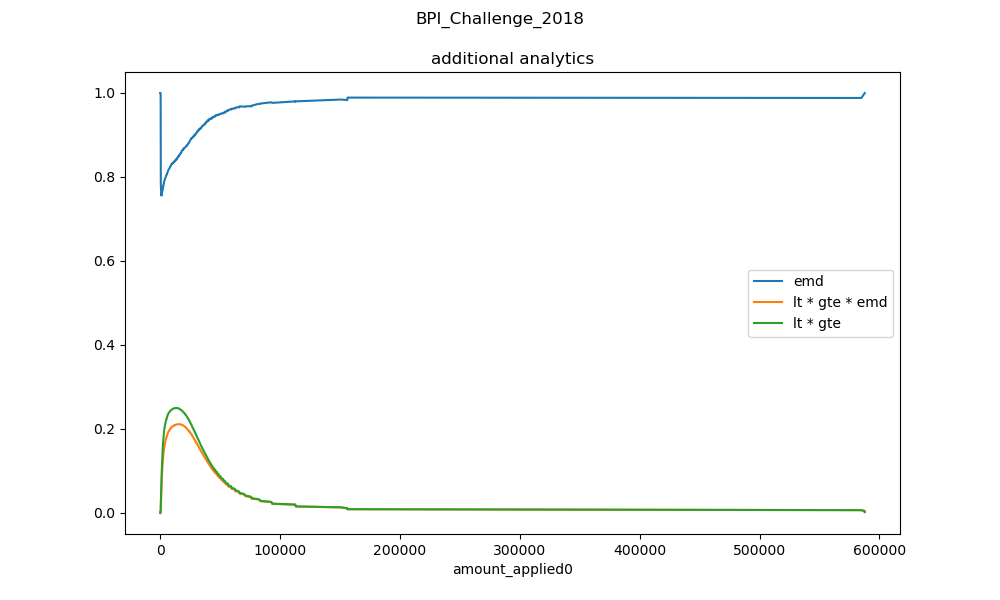 BPI_Challenge_2018
additional analytics
1.0
0.8
0.6
0.4
0.2
0.0
emd
lt * gte * emd
lt * gte
0
100000
200000
300000
400000
500000
600000
amount_applied0